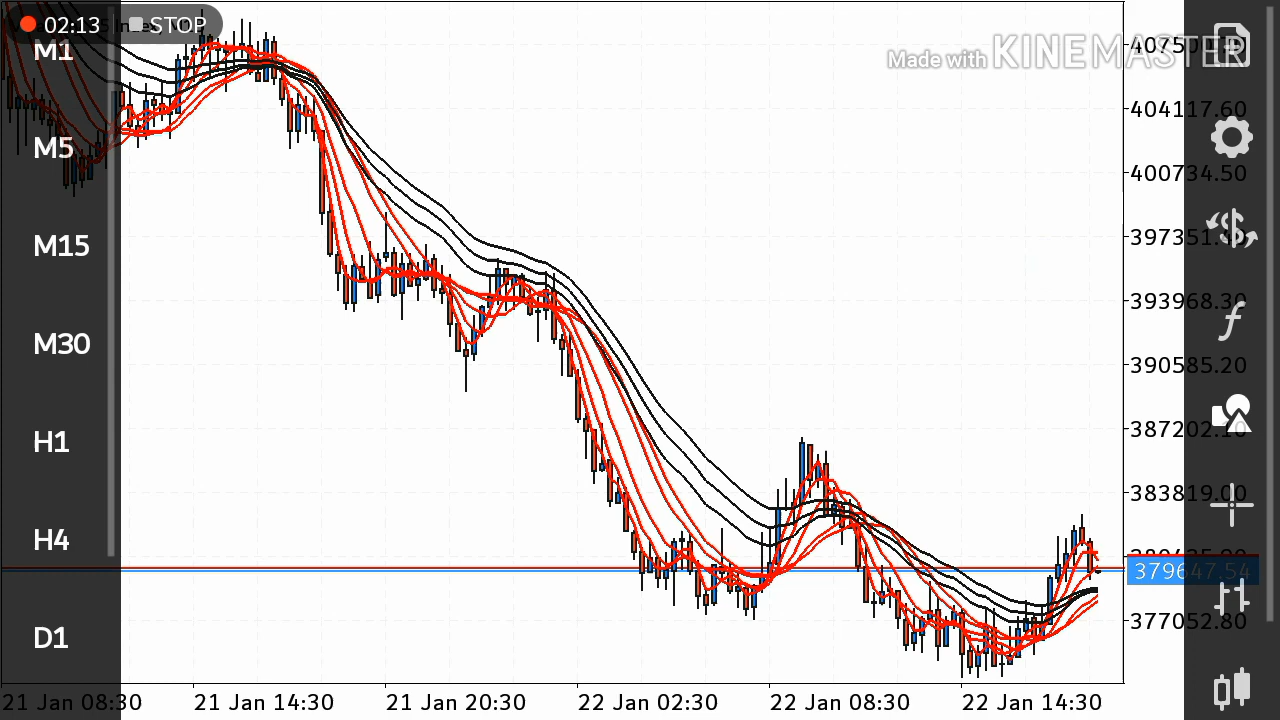 02:13 STOP
Made with KINEMASTER
M1
M5
M15
M30
H1
H4
D1
404117.60
400734.50
393968.30
390585.20
387202.10
383819.00
379647.54
377052.80
21 Jan 08:30
21 Jan 14:30
21 Jan 20:30
22 Jan 02:30
22 Jan 08:30
22 Jan 14:30